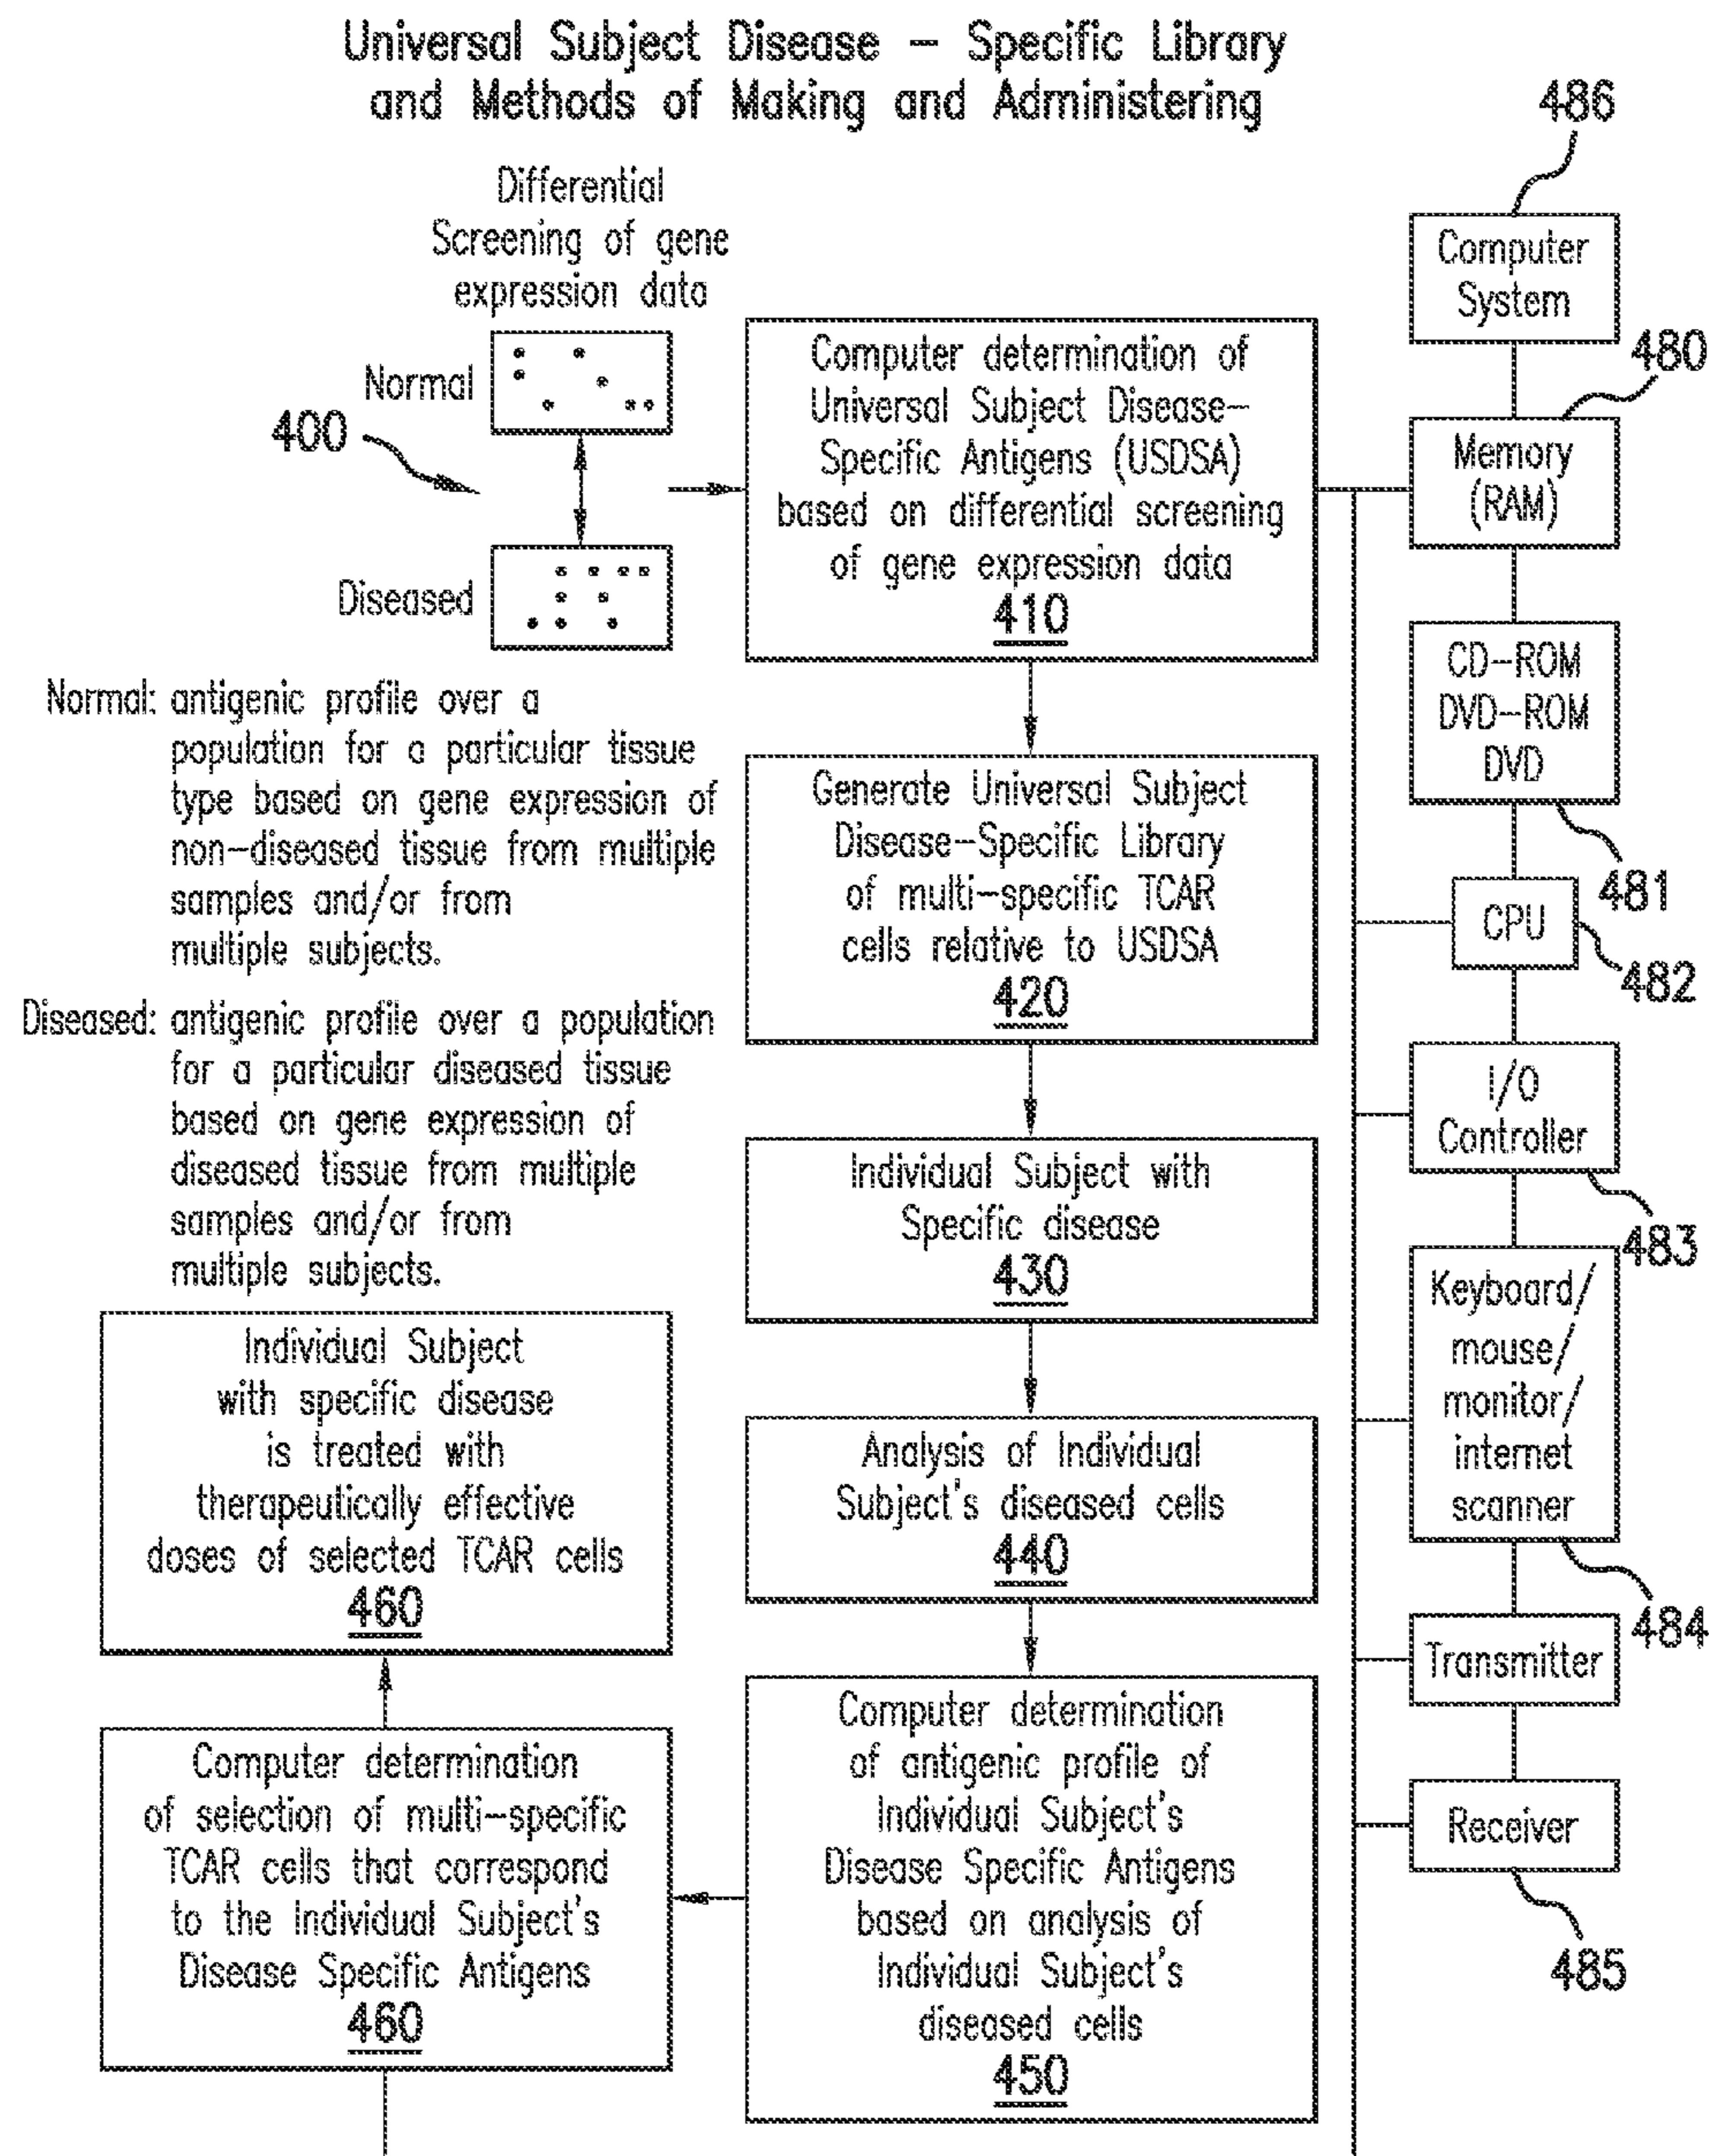 Universal Subject Disease – Specific Library
and Methods of Making and Administering
Differential
Screening of gene
expression data
Normal
400
Diseased
Normal: antigenic profile over a
population for a particular tissue
type based on gene expression of
non–diseased tissue from multiple
samples and/or from
multiple subjects.
Diseased: antigenic profile over a population
for a particular diseased tissue
based on gene expression of
diseased tissue from multiple
samples and/or from
multiple subjects.
Computer determination of
Universal Subject Disease–
Specific Antigens (USDSA)
based on differential screening
of gene expression data
410
Generate Universal Subject
Disease–Specific Library
of multi–specific TCAR
cells relative to USDSA
420
Individual Subject with
Specific disease
430
Analysis of Individual
Subject's diseased cells
440
Computer determination
of antigenic profile of
Individual Subject's
Disease Specific Antigens
based on analysis of
Individual Subject's
diseased cells
450
Computer determination
of selection of multi–specific
TCAR cells that correspond
to the Individual Subject's
Disease Specific Antigens
460
Individual Subject
with specific disease
is treated with
therapeutically effective
doses of selected TCAR cells
460
486
Computer
System
480
Memory
(RAM)
CD–ROM
DVD–ROM
DVD
481
CPU
482
I/O
Controller
483
Keyboard/
mouse/
monitor/
internet
scanner
484
Transmitter
Receiver
485